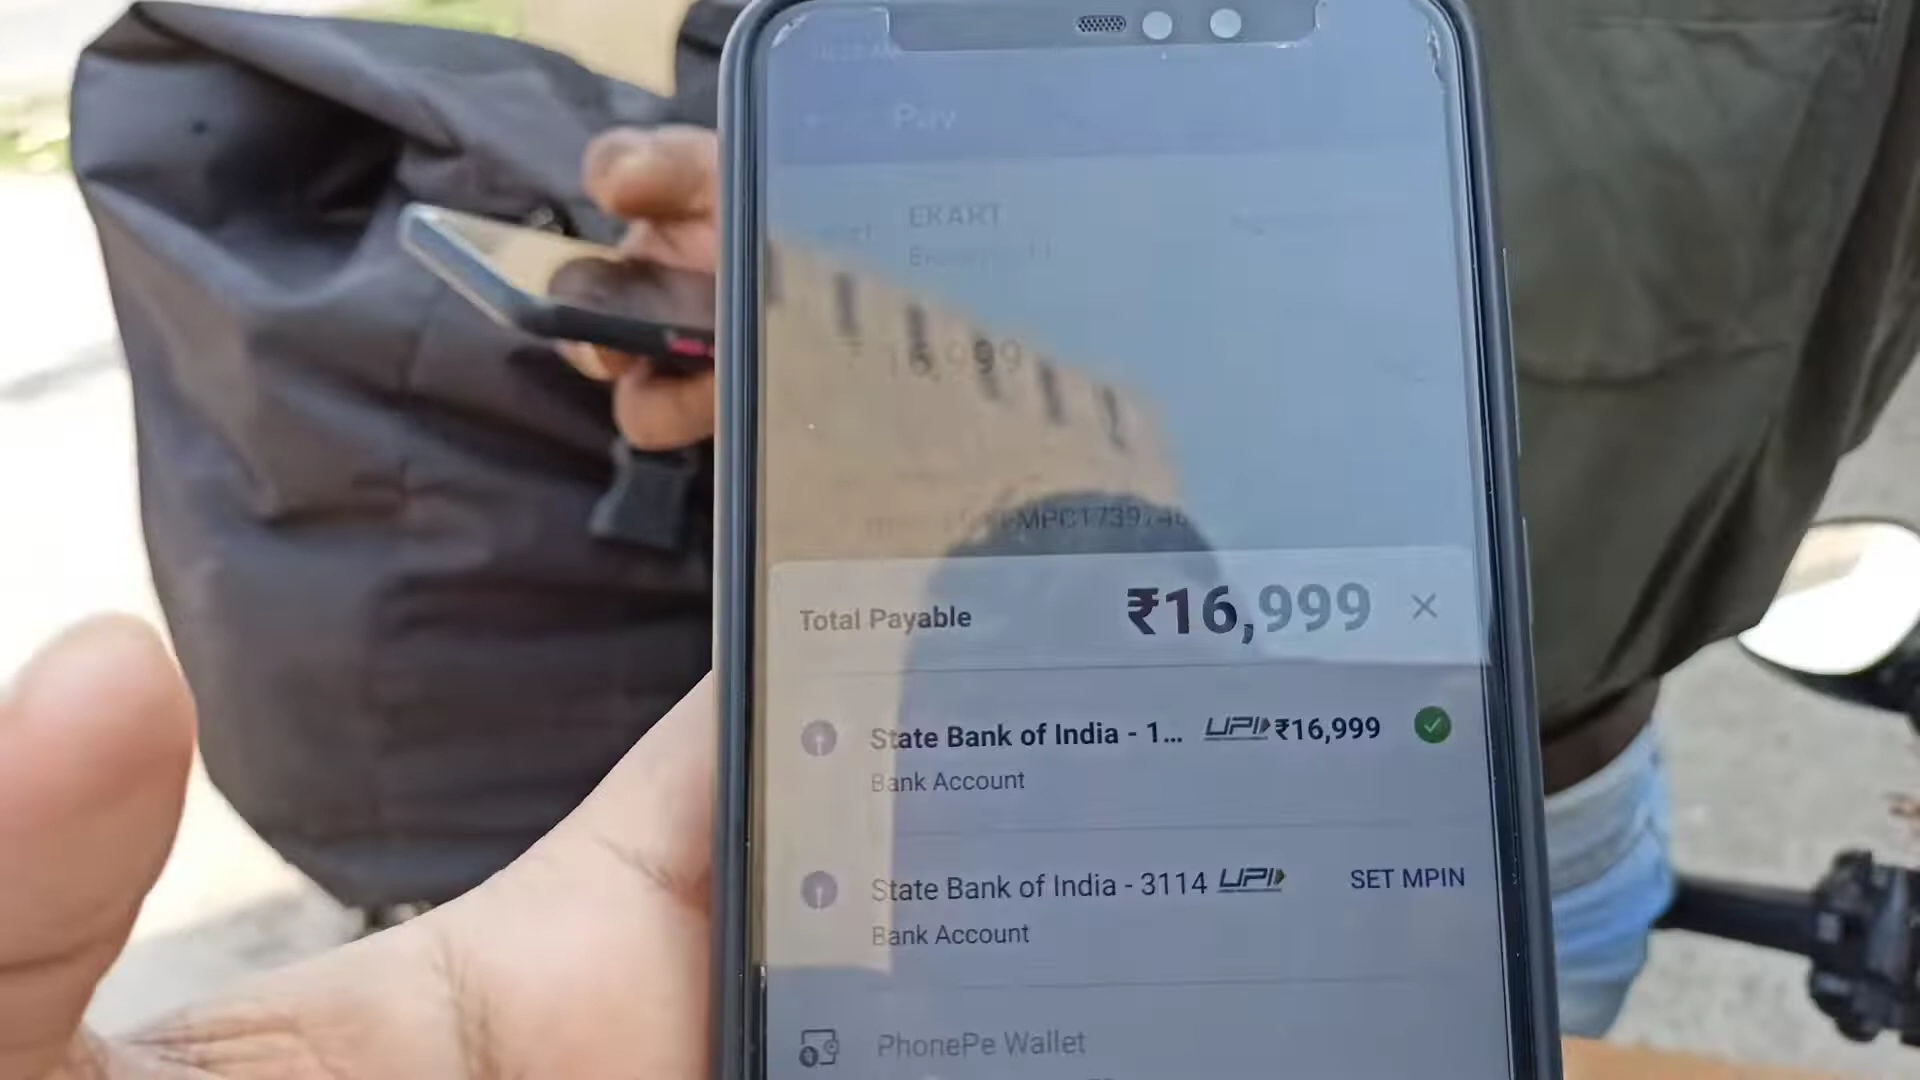 Pay
EKART
16,999
Total Payable ₹16,999
State Bank of India - 1... UPI ₹16,999
Bank Account
State Bank of India - 3114 UPI SET MPIN
Bank Account
PhonePe Wallet